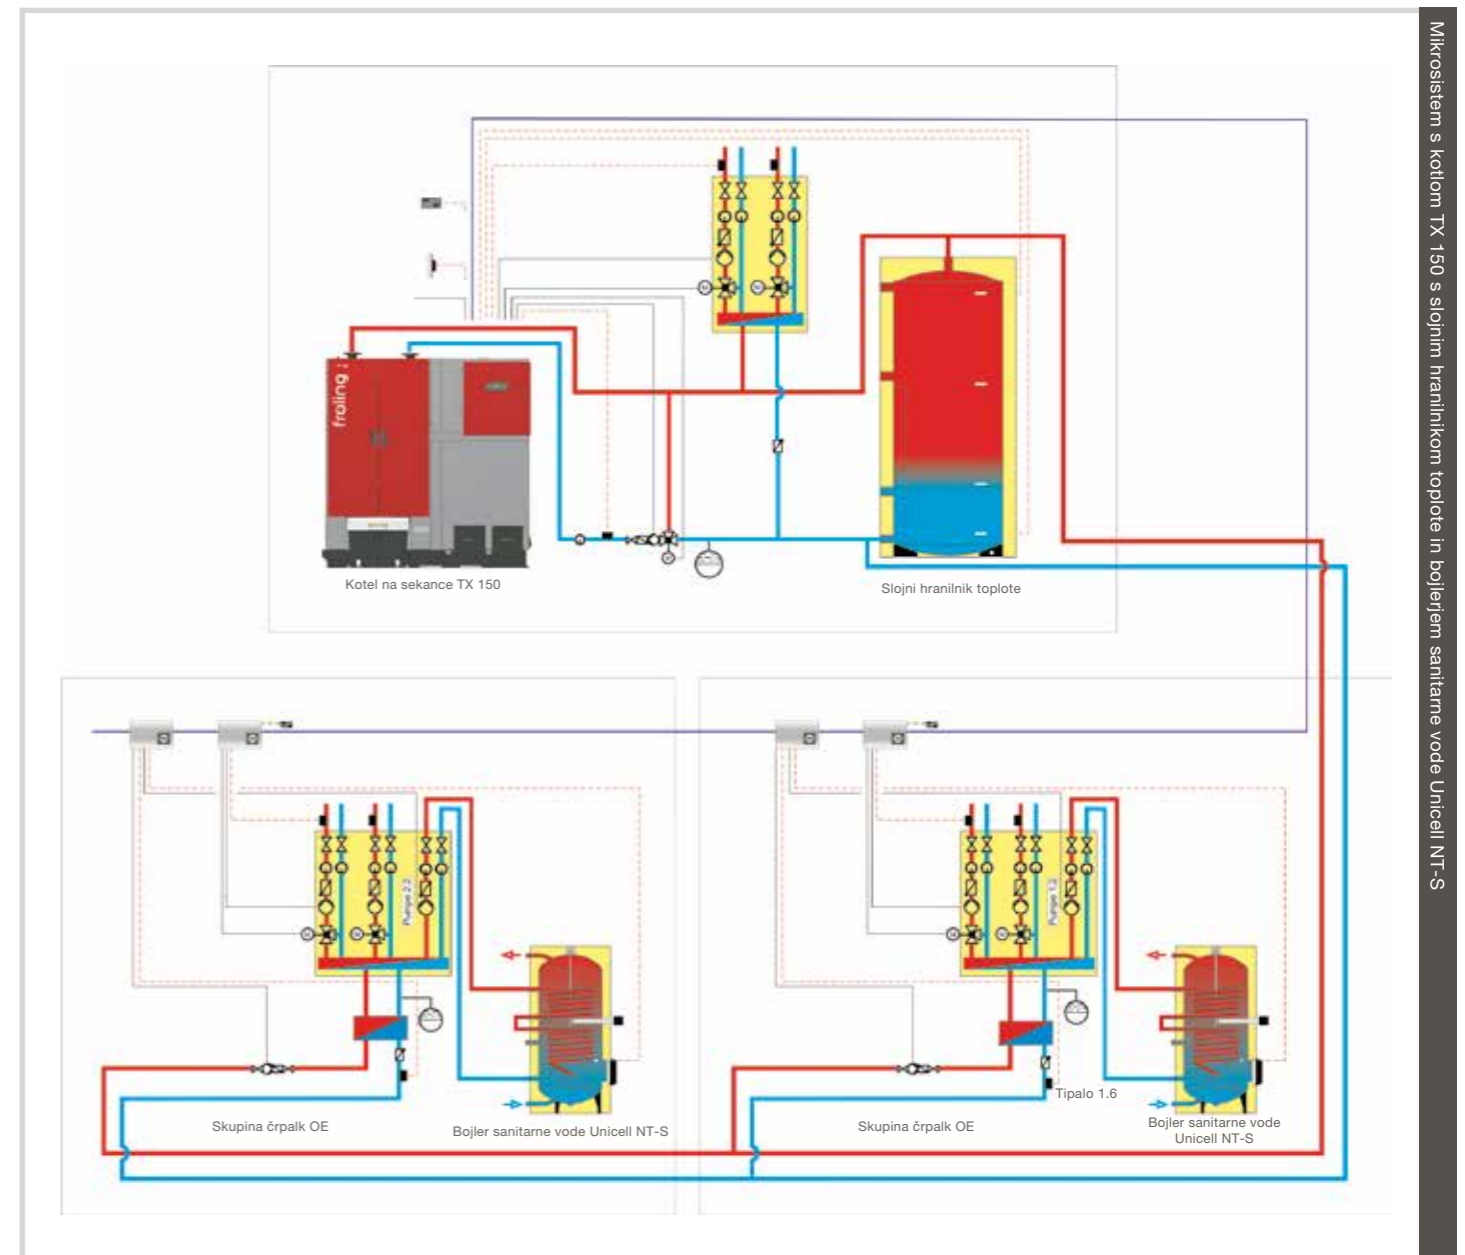 Mikrosistem s kotlom TX 150 s slojnim hranilnikom toplote in bojlerjem sanitarne vode Unicell NT-S
froling
Kotel na sekance TX 150
Slojni hranilnik toplote
Pumpe 2.2
Pumpe 1.2
Tipalo 1.6
Skupina črpalk OE
Bojler sanitarne vode Unicell NT-S
Skupina črpalk OE
Bojler sanitarne vode
Unicell NT-S